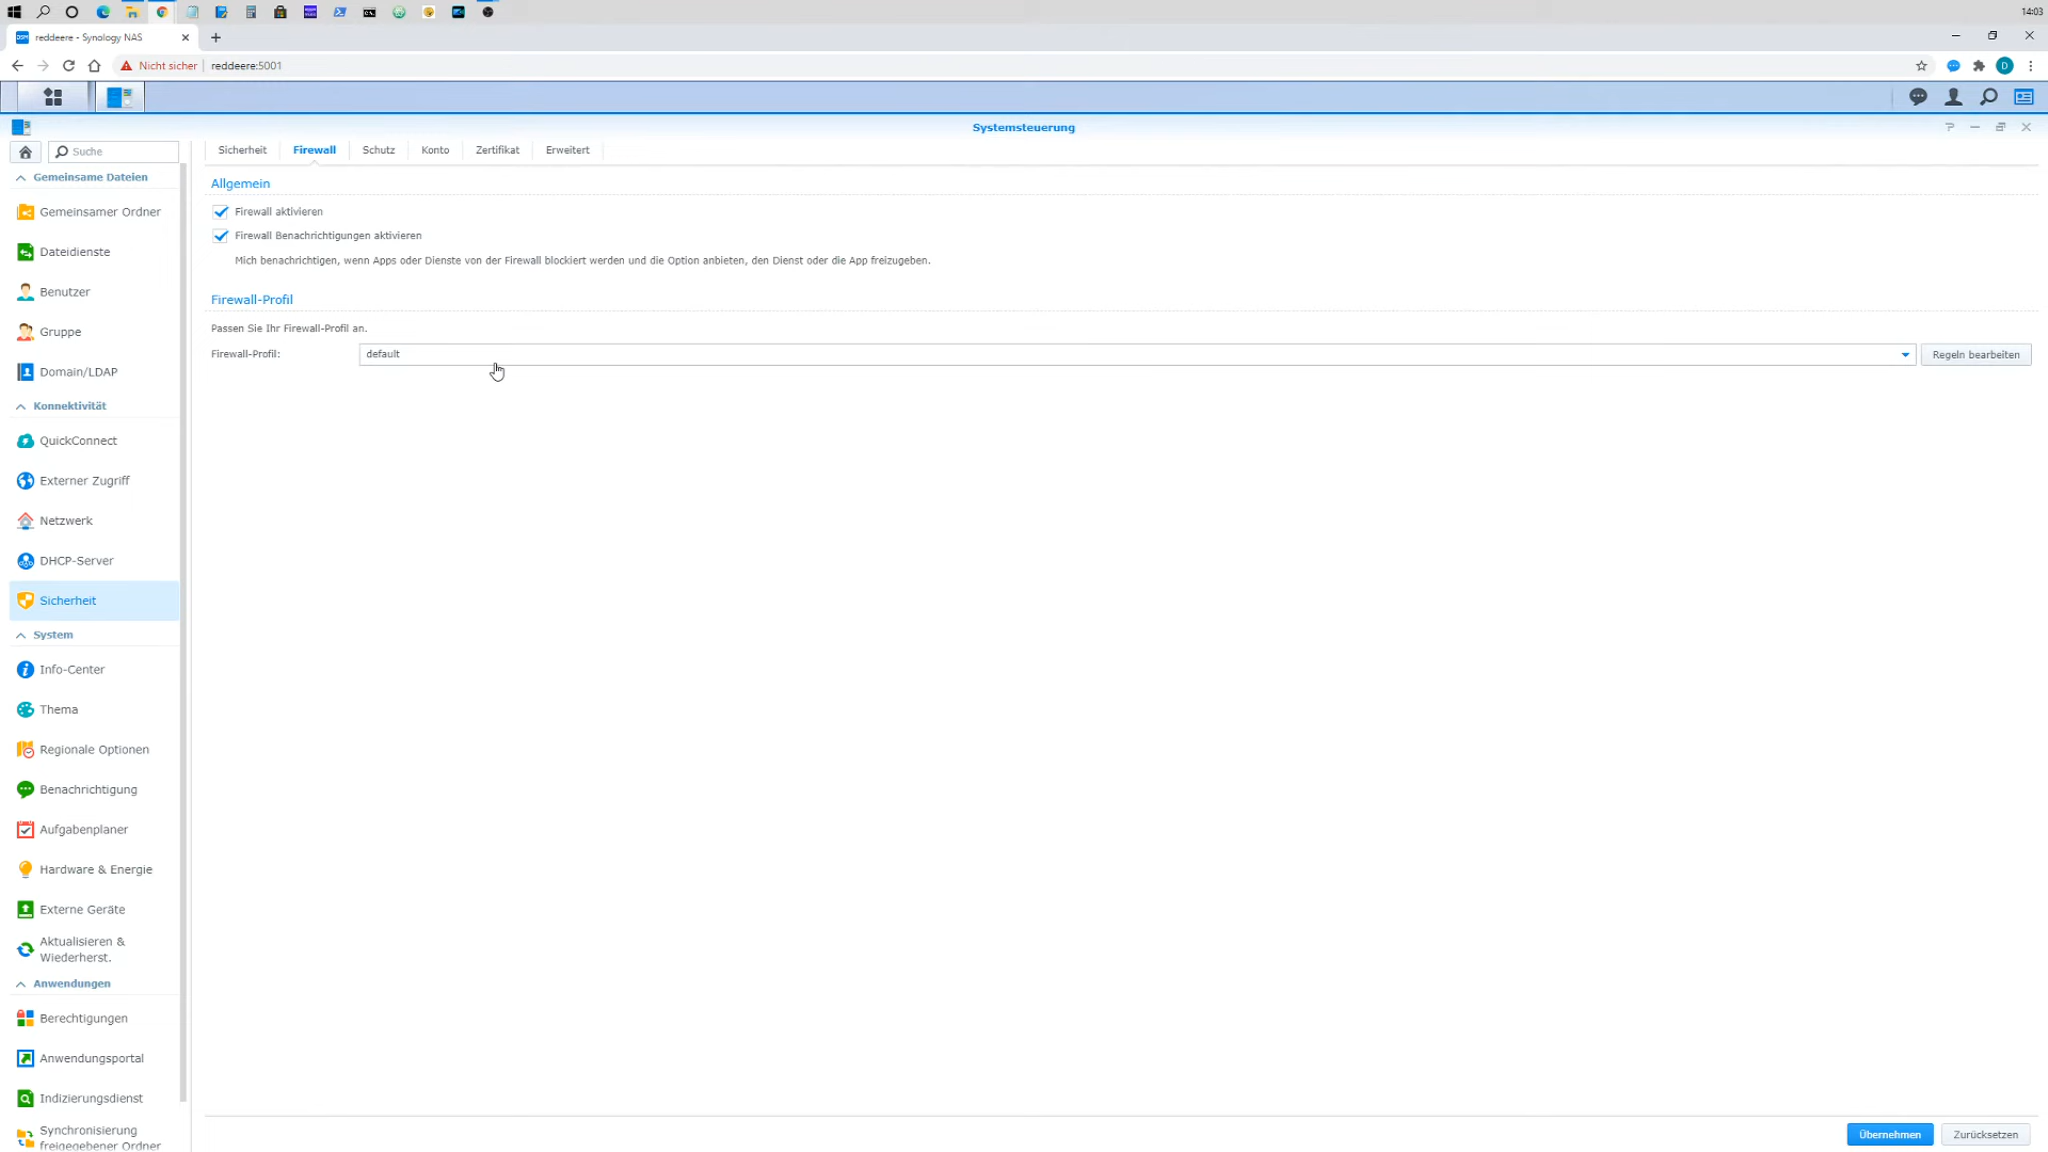 14:03
reddeere - Synology NAS
Nicht sicher
reddeere:5001
Systemsteuerung
Suche
Sicherheit
Firewall
Schutz
Konto
Zertifikat
Erweitert
Gemeinsame Dateien
Gemeinsamer Ordner
Dateidienste
Benutzer
Gruppe
Domain/LDAP
Konnektivität
QuickConnect
Externer Zugriff
Netzwerk
DHCP-Server
Sicherheit
System
Info-Center
Thema
Regionale Optionen
Benachrichtigung
Aufgabenplaner
Hardware & Energie
Externe Geräte
Aktualisieren &
Wiederherst.
Anwendungen
Berechtigungen
Anwendungsportal
Indizierungsdienst
Synchronisierung
freigegebener Ordner
Allgemein
Firewall aktivieren
Firewall Benachrichtigungen aktivieren
Mich benachrichtigen, wenn Apps oder Dienste von der Firewall blockiert werden und die Option anbieten, den Dienst oder die App freizugeben.
Firewall-Profil
Passen Sie Ihr Firewall-Profil an.
Firewall-Profil:
default
Regeln bearbeiten
Übernehmen
Zurücksetzen